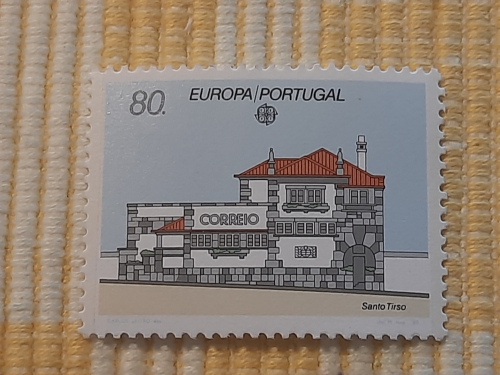 80.
EUROPA/PORTUGAL
CORREIO
Santo Tirso